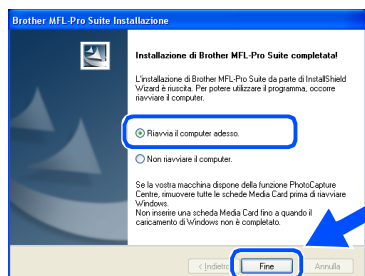 Brother MFL-Pro Suite Installazione
Installazione di Brother MFL-Pro Suite completata!
L'installazione di Brother MFL-Pro Suite da parte di InstallShield
Wizard è riuscita. Per potere utilizzare il programma, occorre
riavviare il computer.
Riavvia il computer adesso.
Non riavviare il computer.
Se la vostra macchina dispone della funzione PhotoCapture
Centre, rimuovere tutte le schede Media Card prima di riavviare
Windows.
Non inserire una scheda Media Card fino a quando il
caricamento di Windows non è completato.
< Indietro Fine Annulla